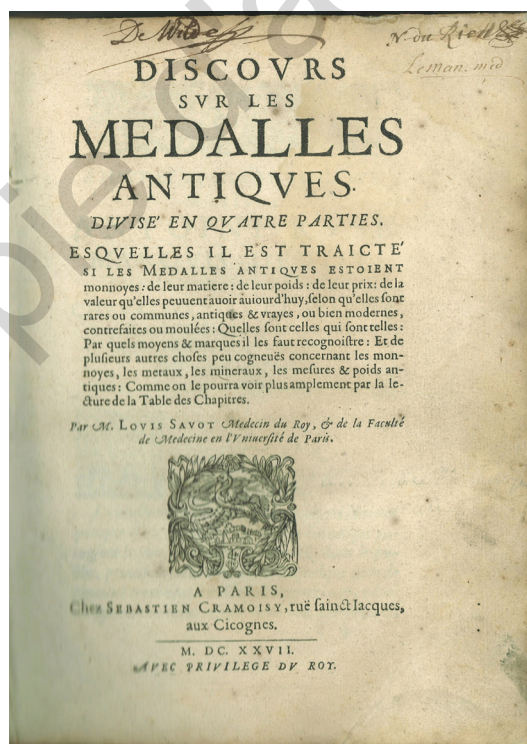 De Wilde
N. du Rieu
Leman. med
DISCOVRS
SVR LES
MEDALLES
ANTIQVES.
DIVISE' EN QVATRE PARTIES.
ESQVELLES IL EST TRAICTE'
SI LES MEDALLES ANTIQVES ESTOIENT
monnoyes : de leur matiere : de leur poids : de leur prix : de la
valeur qu'elles peuuent auoir auiourd'huy, selon qu'elles sont
rares ou communes, antiques & vrayes, ou bien modernes,
contrefaites ou moulées : Quelles sont celles qui sont telles :
Par quels moyens & marques il les faut recognoistre : Et de
plusieurs autres choses peu cogneuës concernant les mon-
noyes, les metaux, les mineraux, les mesures & poids an-
tiques : Comme on le pourra voir plus amplement par la le-
cture de la Table des Chapitres.
Par M. LOVIS SAVOT Medecin du Roy, & de la Faculté
de Medecine en l'Vniuersité de Paris.
A PARIS,
Chez SEBASTIEN CRAMOISY, ruë sainct Iacques,
aux Cicognes.
M. DC. XXVII.
AVEC PRIVILEGE DV ROY.